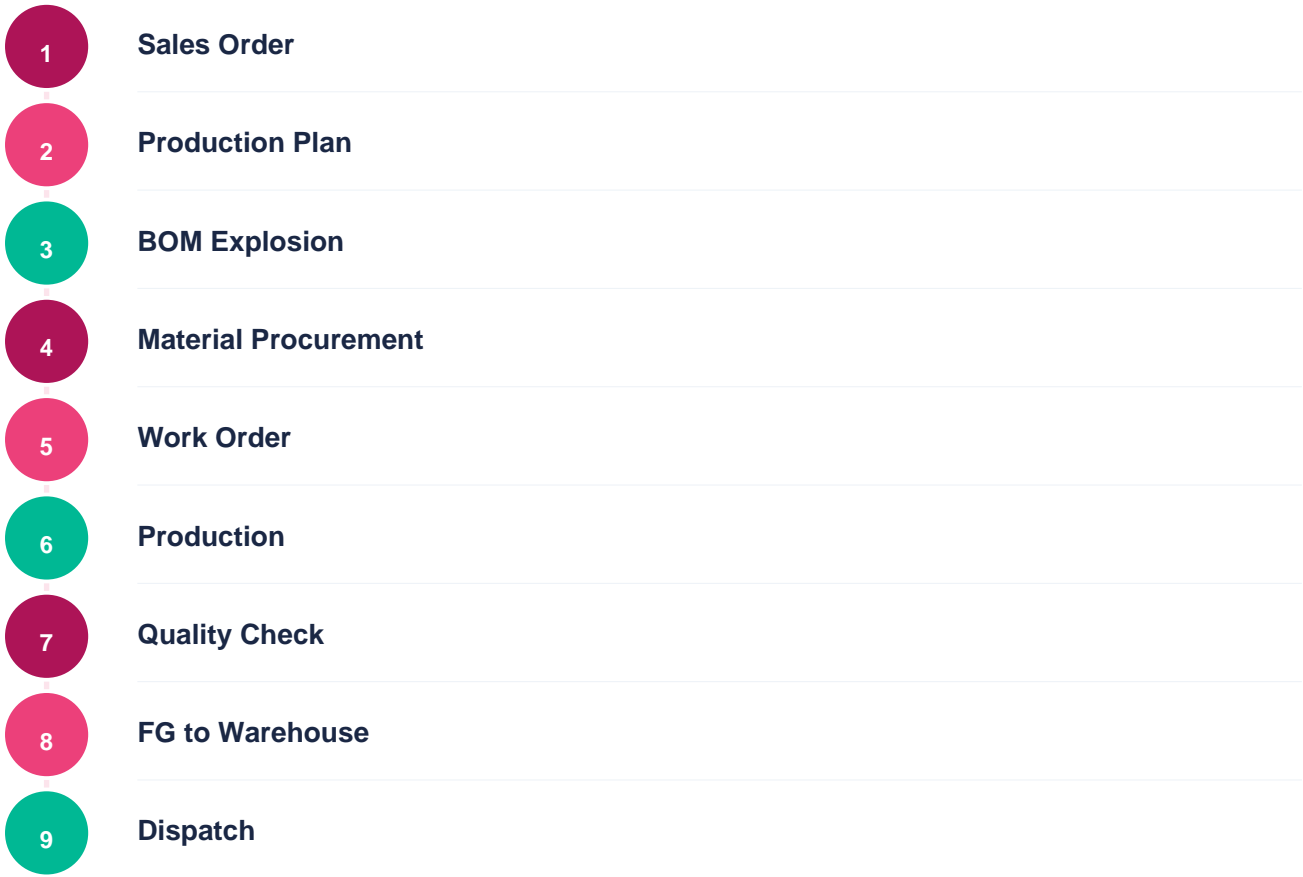 1 Sales Order
2 Production Plan
3 BOM Explosion
4 Material Procurement
5 Work Order
6 Production
7 Quality Check
8 FG to Warehouse
9 Dispatch